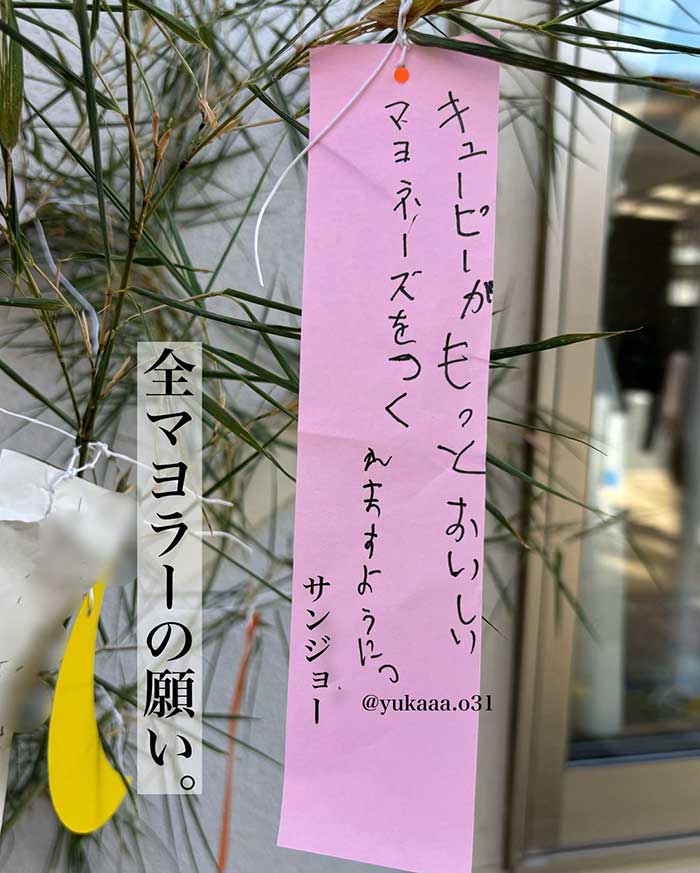 キューピーがもっとおいしい
マヨネーズをつく
れますように。
サンジョー
@yukaaa.o31
全マヨラーの願い。